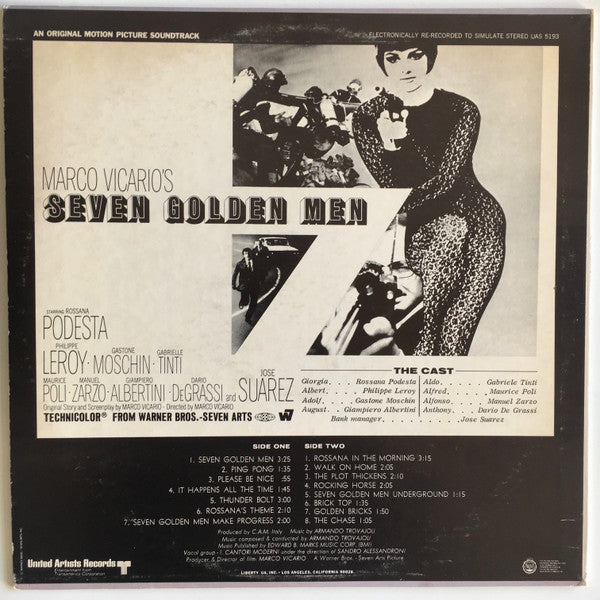 AN ORIGINAL MOTION PICTURE SOUNDTRACK
ELECTRONICALLY RE-RECORDED TO SIMULATE STEREO UAS 5193
MARCO VICARIO'S
SEVEN GOLDEN MEN
7
STARRING ROSSANA
PODESTA
PHILIPPE
LEROY · GASTONE
MOSCHIN · GABRIELLE
TINTI
MAURICE
POLI · MANUEL
ZARZO · GIAMPIERO
ALBERTINI · DARIO
DeGRASSI and JOSE
SUAREZ
Original Story and Screenplay by MARCO VICARIO · Directed by MARCO VICARIO
TECHNICOLOR® FROM WARNER BROS.-SEVEN ARTS W7
THE CAST
Giorgia.... Rossana Podesta
Albert..... Philippe Leroy
Adolf.... Gastone Moschin
August.. Giampiero Albertini
Aldo....... Gabriele Tinti
Alfred....... Maurice Poli
Alfonso...... Manuel Zarzo
Anthony... Dario De Grassi
Bank manager............ Jose Suarez
SIDE ONE
1. SEVEN GOLDEN MEN 3:25
2. PING PONG 1:35
3. PLEASE BE NICE :55
4. IT HAPPENS ALL THE TIME 1:45
5. THUNDER BOLT 3:00
6. ROSSANA'S THEME 2:10
7. 'SEVEN GOLDEN MEN MAKE PROGRESS 2:00
SIDE TWO
1. ROSSANA IN THE MORNING 3:15
2. WALK ON HOME 2:05
3. THE PLOT THICKENS 2:10
4. ROCKING HORSE 2:05
5. SEVEN GOLDEN MEN UNDERGROUND 1:15
6. BRICK TOP 1:35
7. GOLDEN BRICKS 1:50
8. THE CHASE 1:05
Produced by C.A.M. Italy Music by ARMANDO TROVAJOLI
Music composed & conducted by ARMANDO TROVAJOLI
Music Published by EDWARD B. MARKS MUSIC CORP. (BMI)
Vocal group - I. CANTORI MODERNI under the direction of SANDRO ALESSANDRONI
Producer & Director of film: MARCO VICARIO A Warner Bros. - Seven Arts Picture
United Artists Records
Entertainment from
Transamerica Corporation
LIBERTY UA, INC. · LOS ANGELES, CALIFORNIA 90028